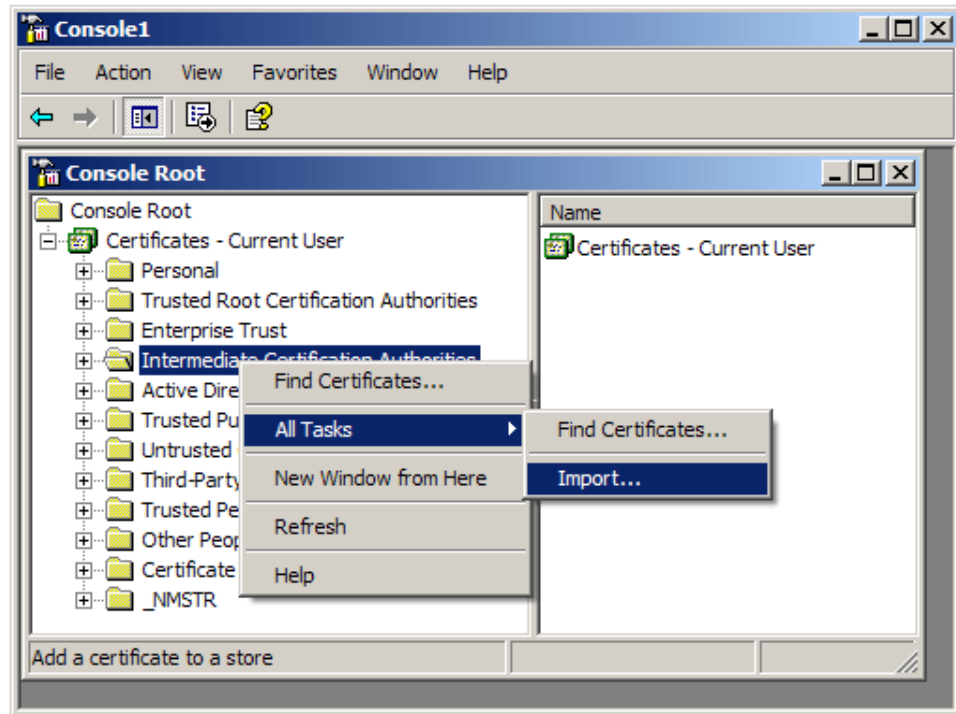 Console1
File Action View Favorites Window Help
Console Root
Console Root
Name
Certificates - Current User
Certificates - Current User
Personal
Trusted Root Certification Authorities
Enterprise Trust
Intermediate Certification Authorities
Active Dire
Trusted Pu
Untrusted
Third-Party
Trusted Pe
Other Peop
Certificate
_NMSTR
Find Certificates...
All Tasks
New Window from Here
Refresh
Help
Find Certificates...
Import...
Add a certificate to a store